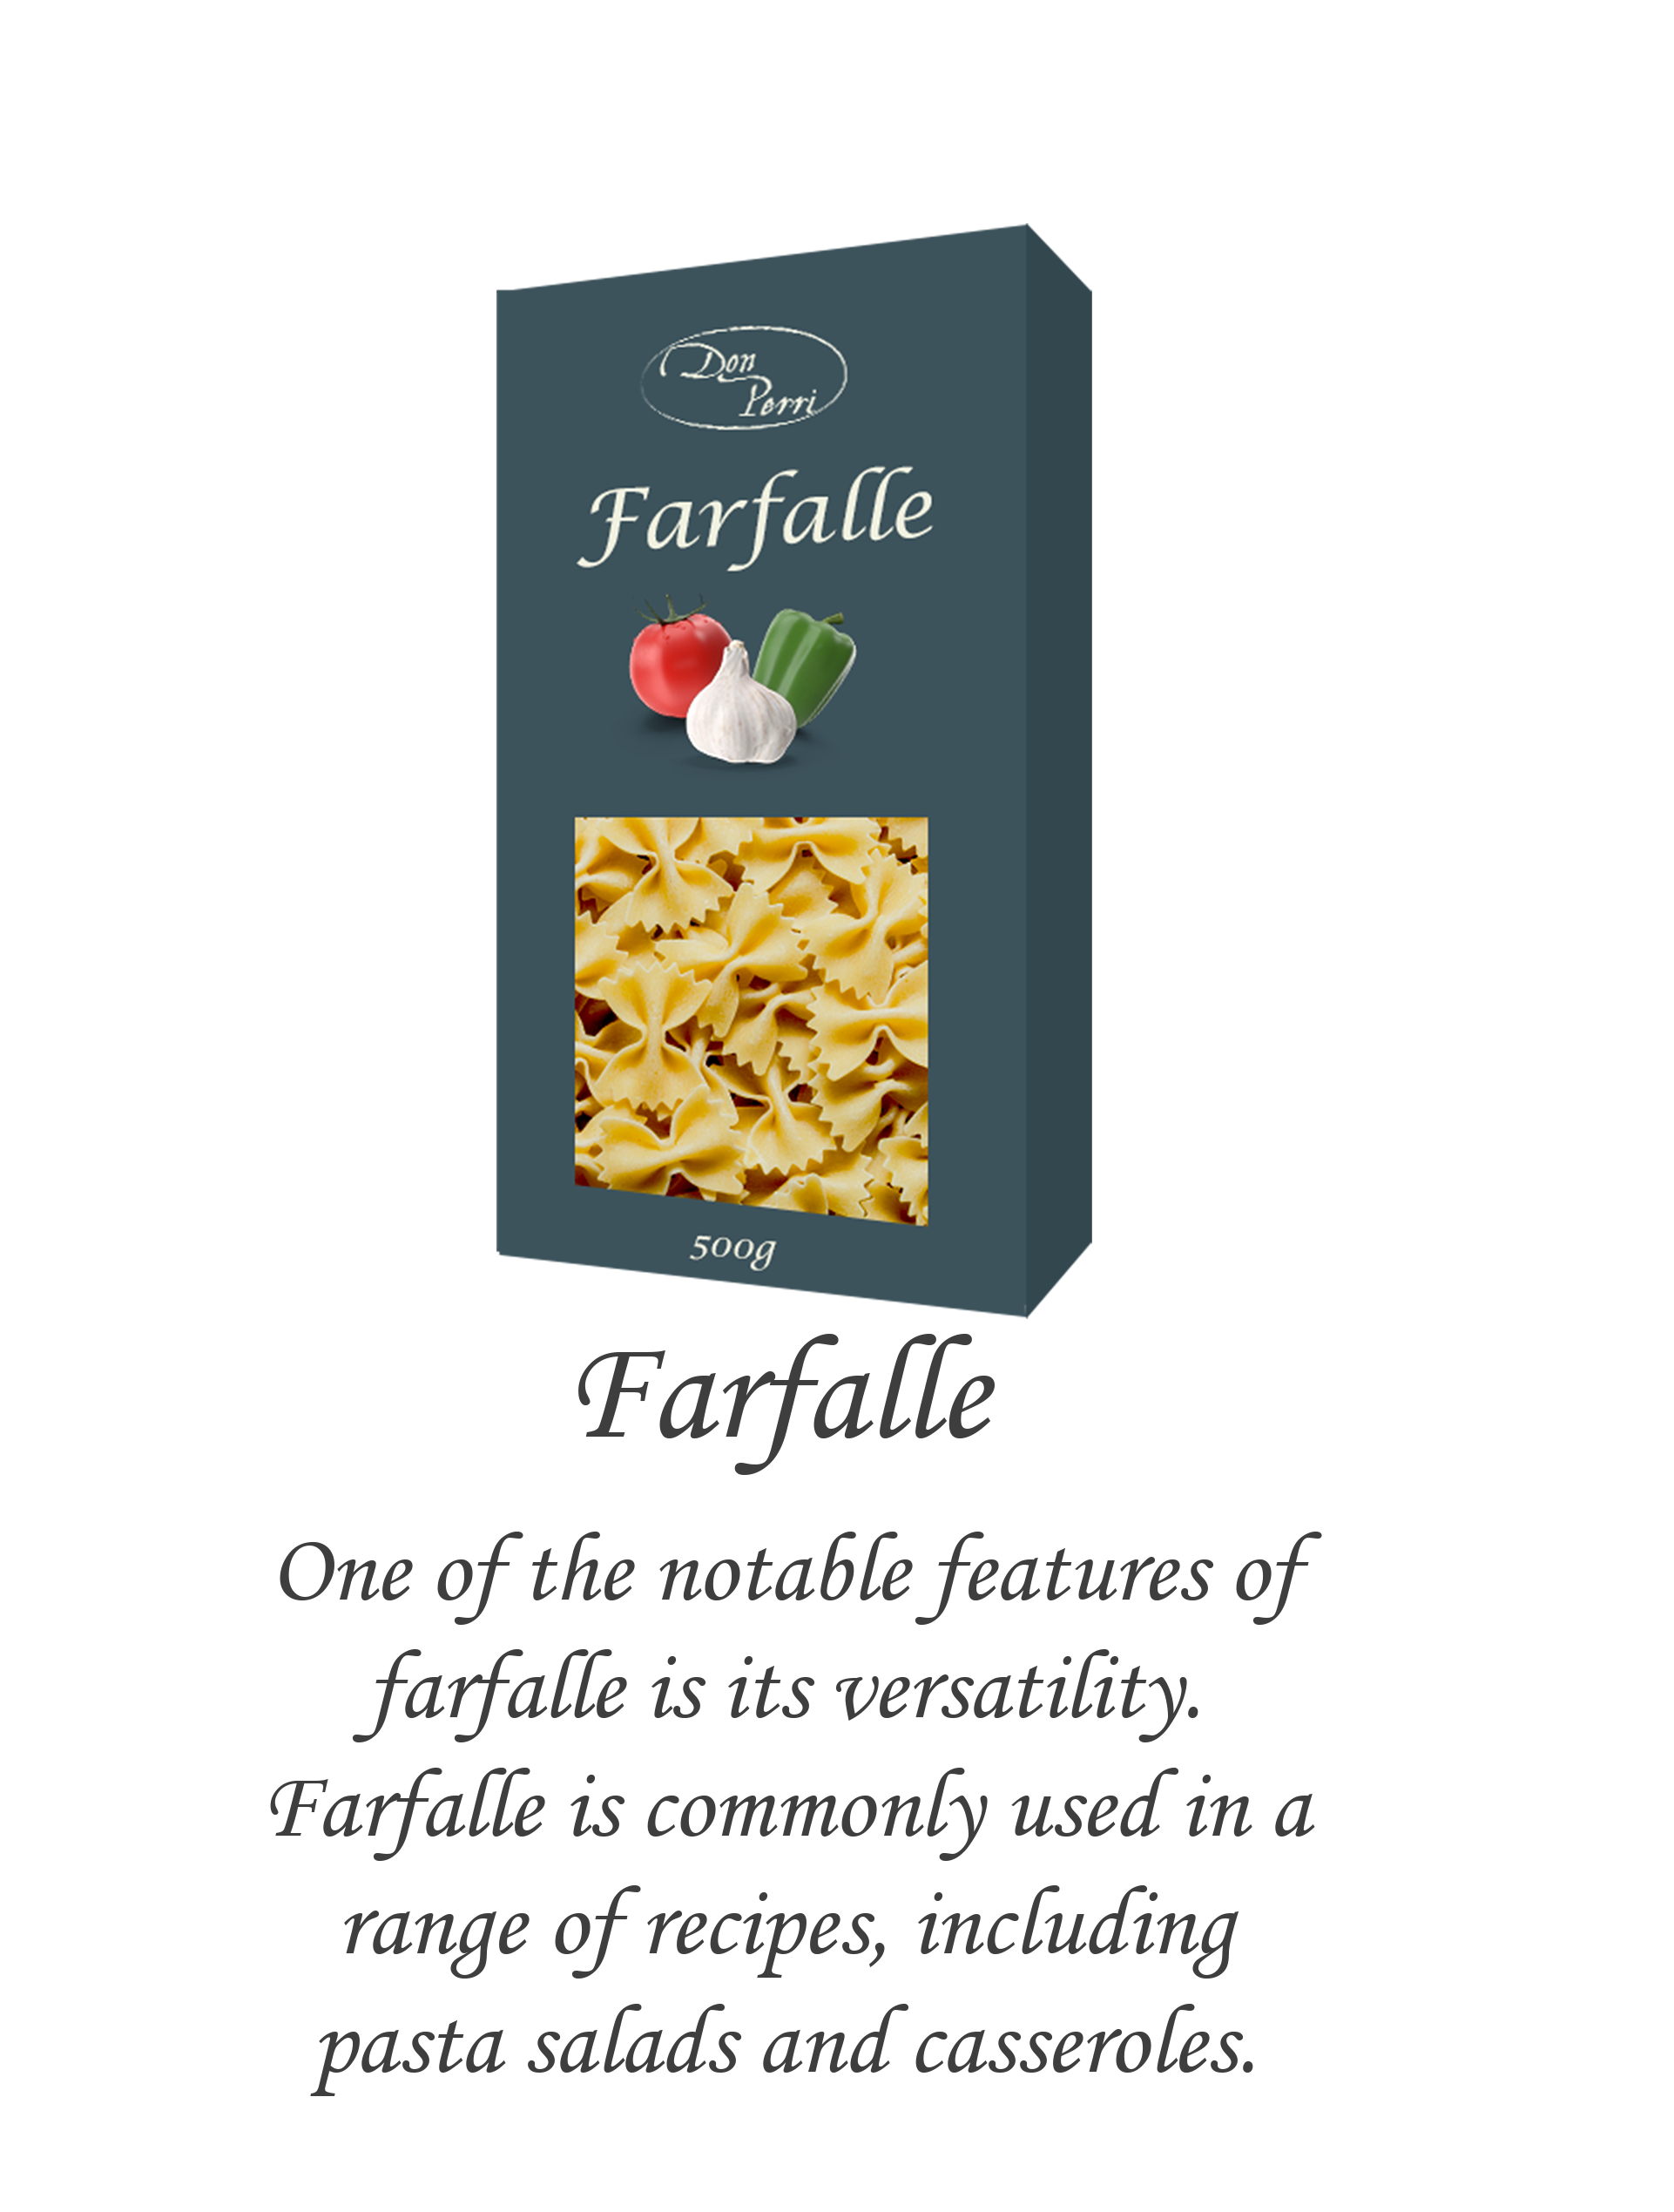 Don
Perri
Farfalle
500g
Farfalle
One of the notable features of
farfalle is its versatility.
Farfalle is commonly used in a
range of recipes, including
pasta salads and casseroles.